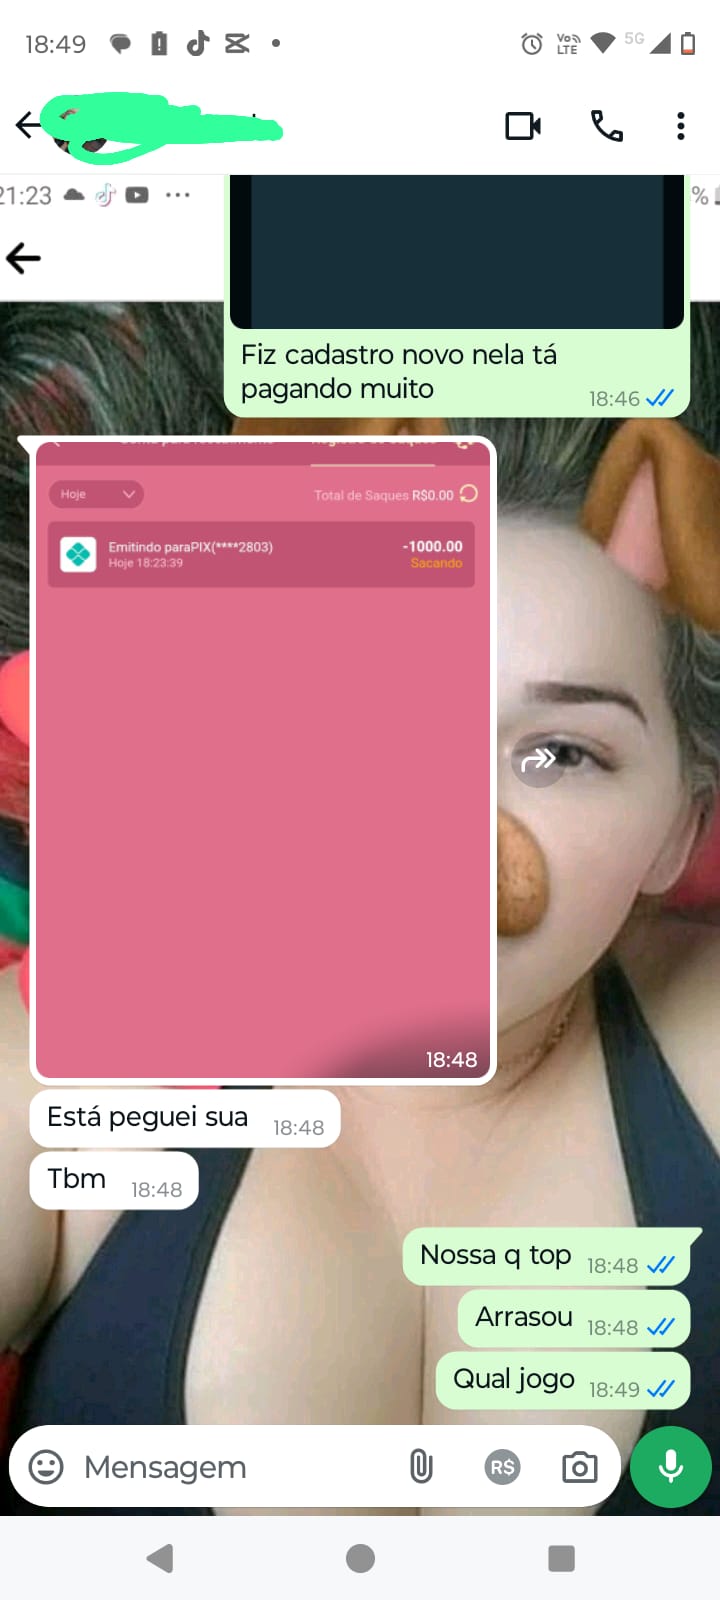 18:49
Vo
LTE
5G
21:23
%
Fiz cadastro novo nela tá
pagando muito
18:46
Hoje
Total de Saques R$0.00
Emitindo paraPIX(****2803)
-1000.00
Hoje 18:23:39
Sacando
18:48
Está peguei sua
18:48
Tbm
18:48
Nossa q top
18:48
Arrasou
18:48
Qual jogo
18:49
Mensagem
R$